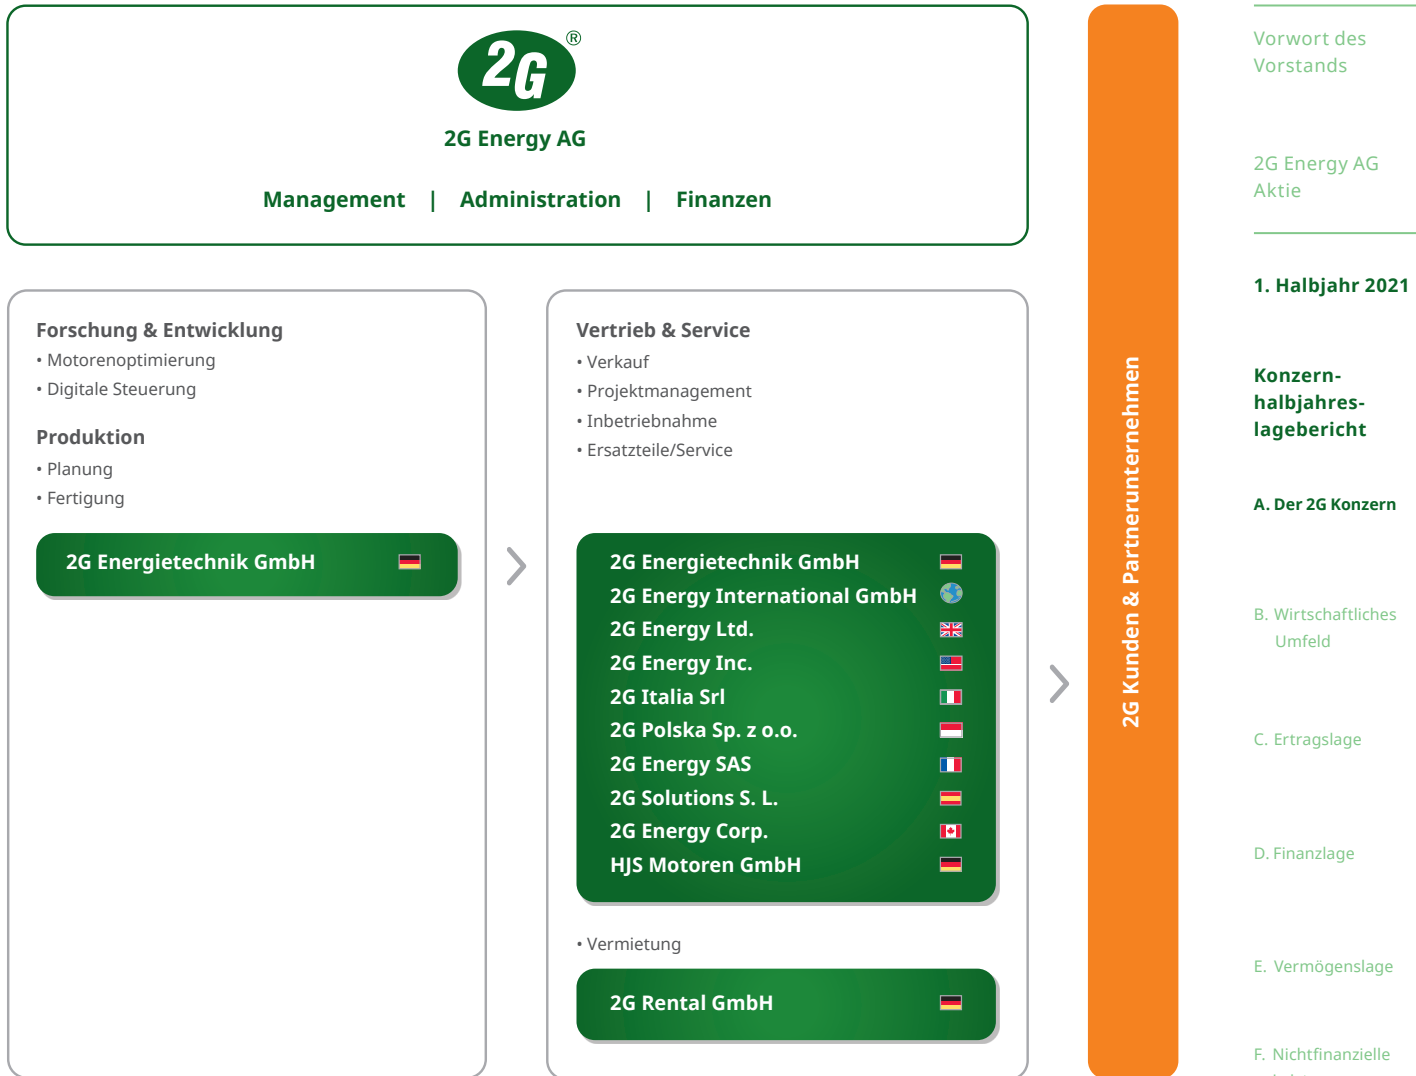 2G®
2G Energy AG
Management | Administration | Finanzen
Forschung & Entwicklung
• Motorenoptimierung
• Digitale Steuerung
Produktion
• Planung
• Fertigung
2G Energietechnik GmbH
Vertrieb & Service
• Verkauf
• Projektmanagement
• Inbetriebnahme
• Ersatzteile/Service
2G Energietechnik GmbH
2G Energy International GmbH
2G Energy Ltd.
2G Energy Inc.
2G Italia Srl
2G Polska Sp. z o.o.
2G Energy SAS
2G Solutions S. L.
2G Energy Corp.
HJS Motoren GmbH
• Vermietung
2G Rental GmbH
2G Kunden & Partnerunternehmen
Vorwort des
Vorstands
2G Energy AG
Aktie
1. Halbjahr 2021
Konzern-
halbjahres-
lagebericht
A. Der 2G Konzern
B. Wirtschaftliches
Umfeld
C. Ertragslage
D. Finanzlage
E. Vermögenslage
F. Nichtfinanzielle